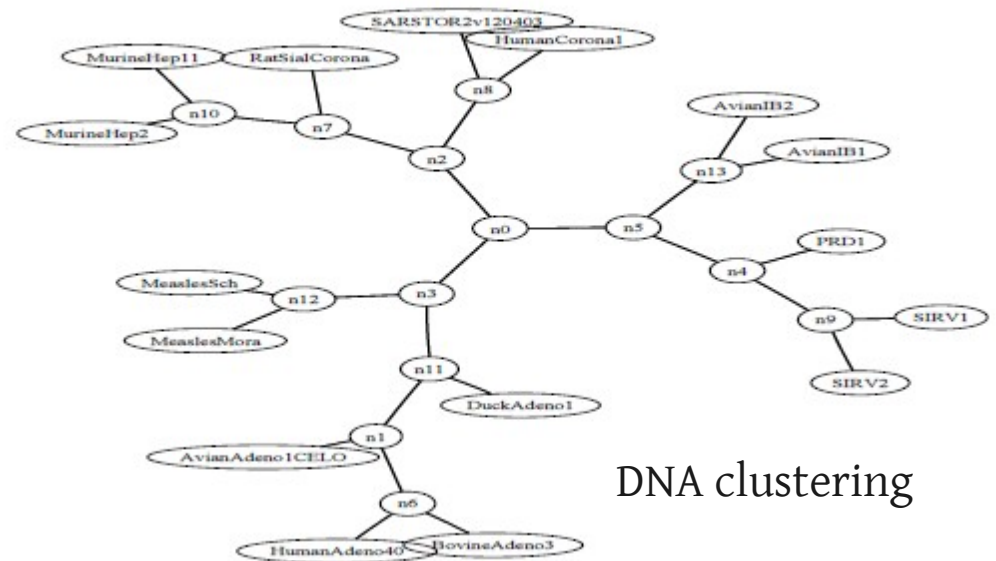 SARSTOR2v120403
HumanCorona1
MurineHep11
RatSialCorona
n8
AvianIB2
n10
n7
MurineHep2
AvianIB1
n2
n13
n0
n5
PRD1
n4
MeaslesSch
n12
n3
n9
SIRV1
MeaslesMora
n11
SIRV2
DuckAdeno1
n1
AvianAdeno1CELO
DNA clustering
n6
HumanAdeno40
BovineAdeno3